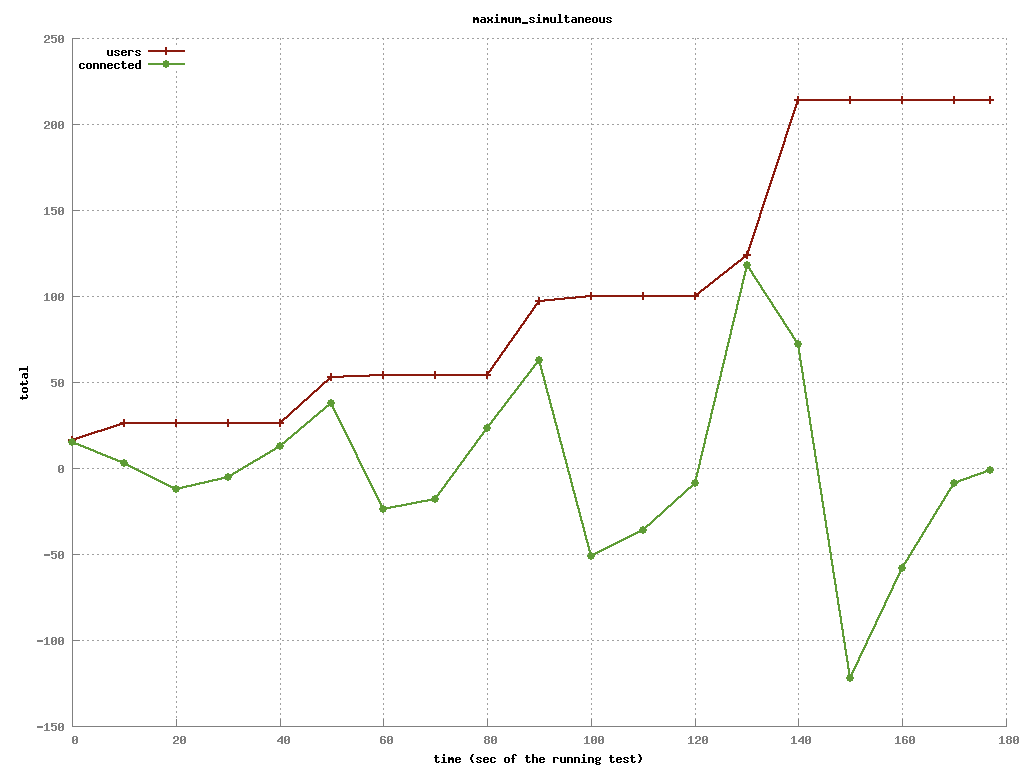 maximum_simultaneous
250
users
connected
200
150
100
50
0
-50
-100
-150
total
0 20 40 60 80 100 120 140 160 180
time (sec of the running test)